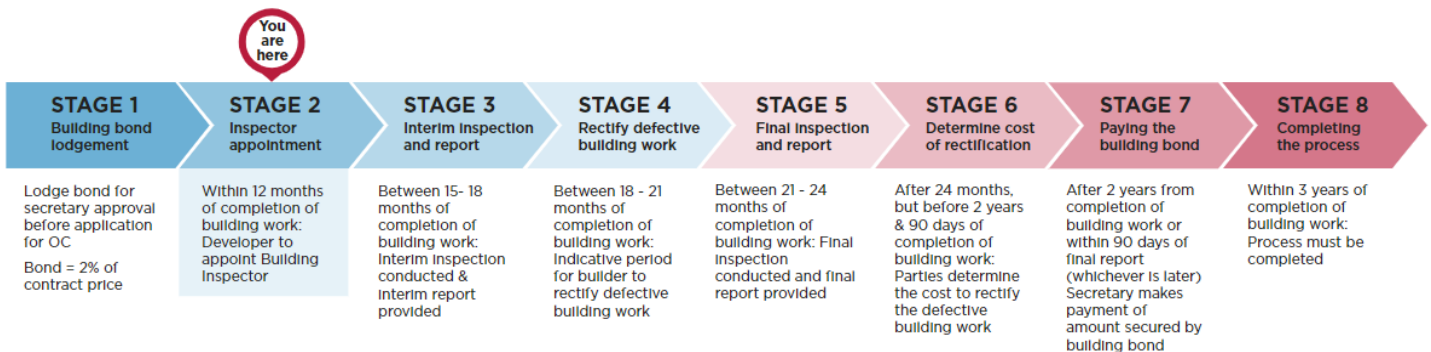 You
are
here
STAGE 1
Building bond
lodgement
Lodge bond for
secretary approval
before application
for OC
Bond = 2% of
contract price
STAGE 2
Inspector
appointment
Within 12 months
of completion of
building work:
Developer to
appoint Building
Inspector
STAGE 3
Interim inspection
and report
Between 15- 18
months of
completion of
building work:
Interim inspection
conducted &
interim report
provided
STAGE 4
Rectify defective
building work
Between 18 - 21
months of
completion of
building work:
Indicative period
for builder to
rectify defective
building work
STAGE 5
Final inspection
and report
Between 21 - 24
months of
completion of
building work: Final
inspection
conducted and final
report provided
STAGE 6
Determine cost
of rectification
After 24 months,
but before 2 years
& 90 days of
completion of
building work:
Parties determine
the cost to rectify
the defective
building work
STAGE 7
Paying the
building bond
After 2 years from
completion of
building work or
within 90 days of
final report
(whichever is later)
Secretary makes
payment of
amount secured by
building bond
STAGE 8
Completing
the process
Within 3 years of
completion of
building work:
Process must be
completed